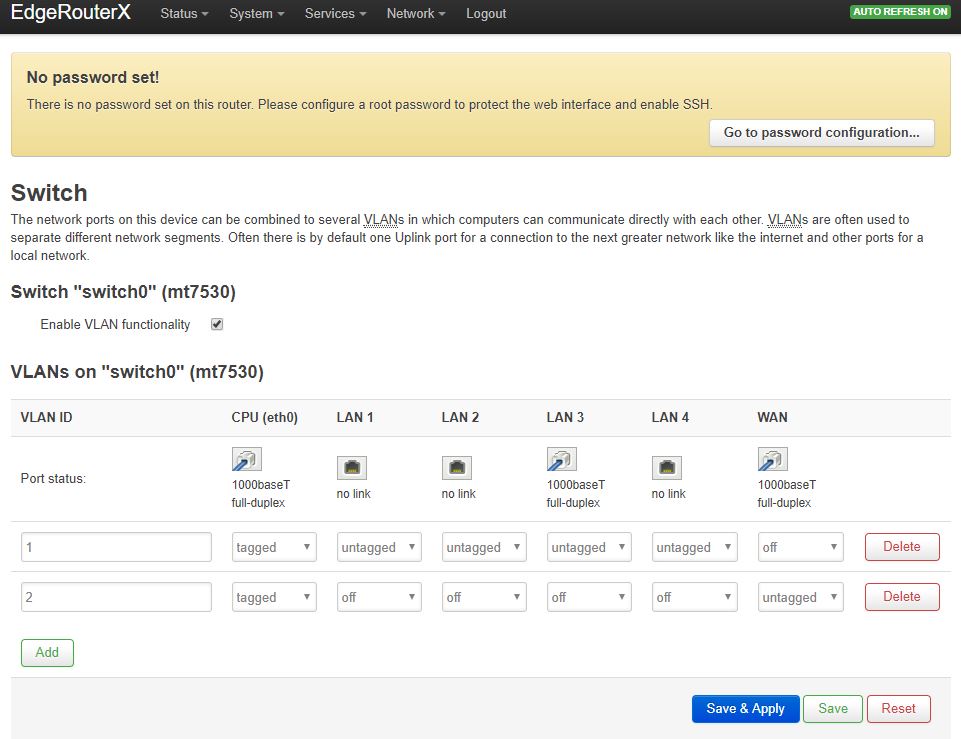 EdgeRouterX Status System Services Network Logout AUTO REFRESH ON
No password set!
There is no password set on this router. Please configure a root password to protect the web interface and enable SSH.
Go to password configuration...
Switch
The network ports on this device can be combined to several VLANs in which computers can communicate directly with each other. VLANs are often used to
separate different network segments. Often there is by default one Uplink port for a connection to the next greater network like the internet and other ports for a
local network.
Switch "switch0" (mt7530)
Enable VLAN functionality
VLANs on "switch0" (mt7530)
VLAN ID CPU (eth0) LAN 1 LAN 2 LAN 3 LAN 4 WAN
Port status: 1000baseT no link no link 1000baseT no link 1000baseT
full-duplex full-duplex full-duplex
1 tagged untagged untagged untagged untagged off Delete
2 tagged off off off off untagged Delete
Add
Save & Apply Save Reset